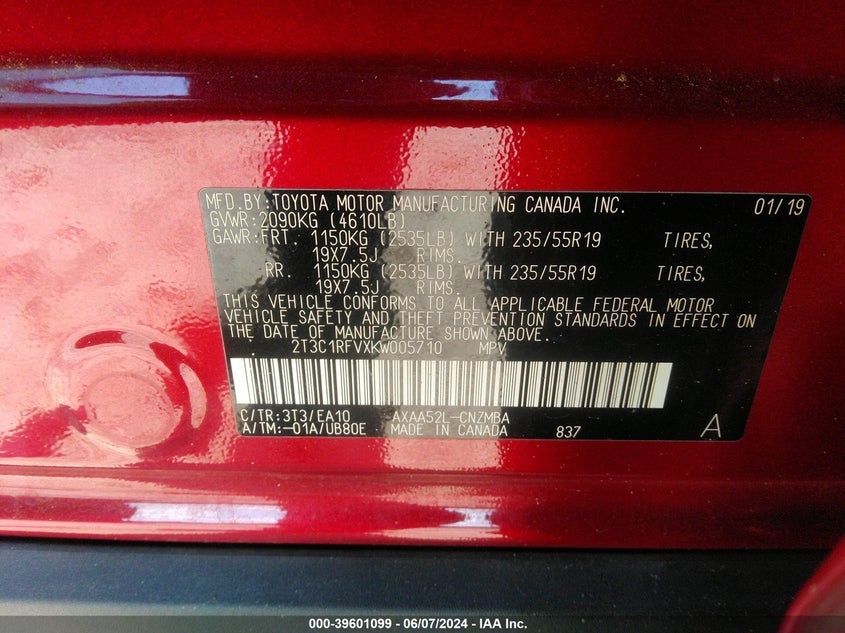 MFD.BY:TOYOTA MOTOR MANUFACTURING CANADA INC. 01/19
GVWR:2090KG (4610LB)
GAWR:FRT. 1150KG (2535LB) WITH 235/55R19 TIRES,
19X7.5J RIMS.
RR. 1150KG (2535LB) WITH 235/55R19 TIRES,
19X7.5J RIMS.
THIS VEHICLE CONFORMS TO ALL APPLICABLE FEDERAL MOTOR
VEHICLE SAFETY AND THEFT PREVENTION STANDARDS IN EFFECT ON
THE DATE OF MANUFACTURE SHOWN ABOVE.
2T3C1RFVXKW005710 MPV
C/TR:3T3/EA10 AXAA52L-CNZMBA
A/TM:-01A/UB80E MADE IN CANADA 837 A
000-39601099 - 06/07/2024 - IAA Inc.